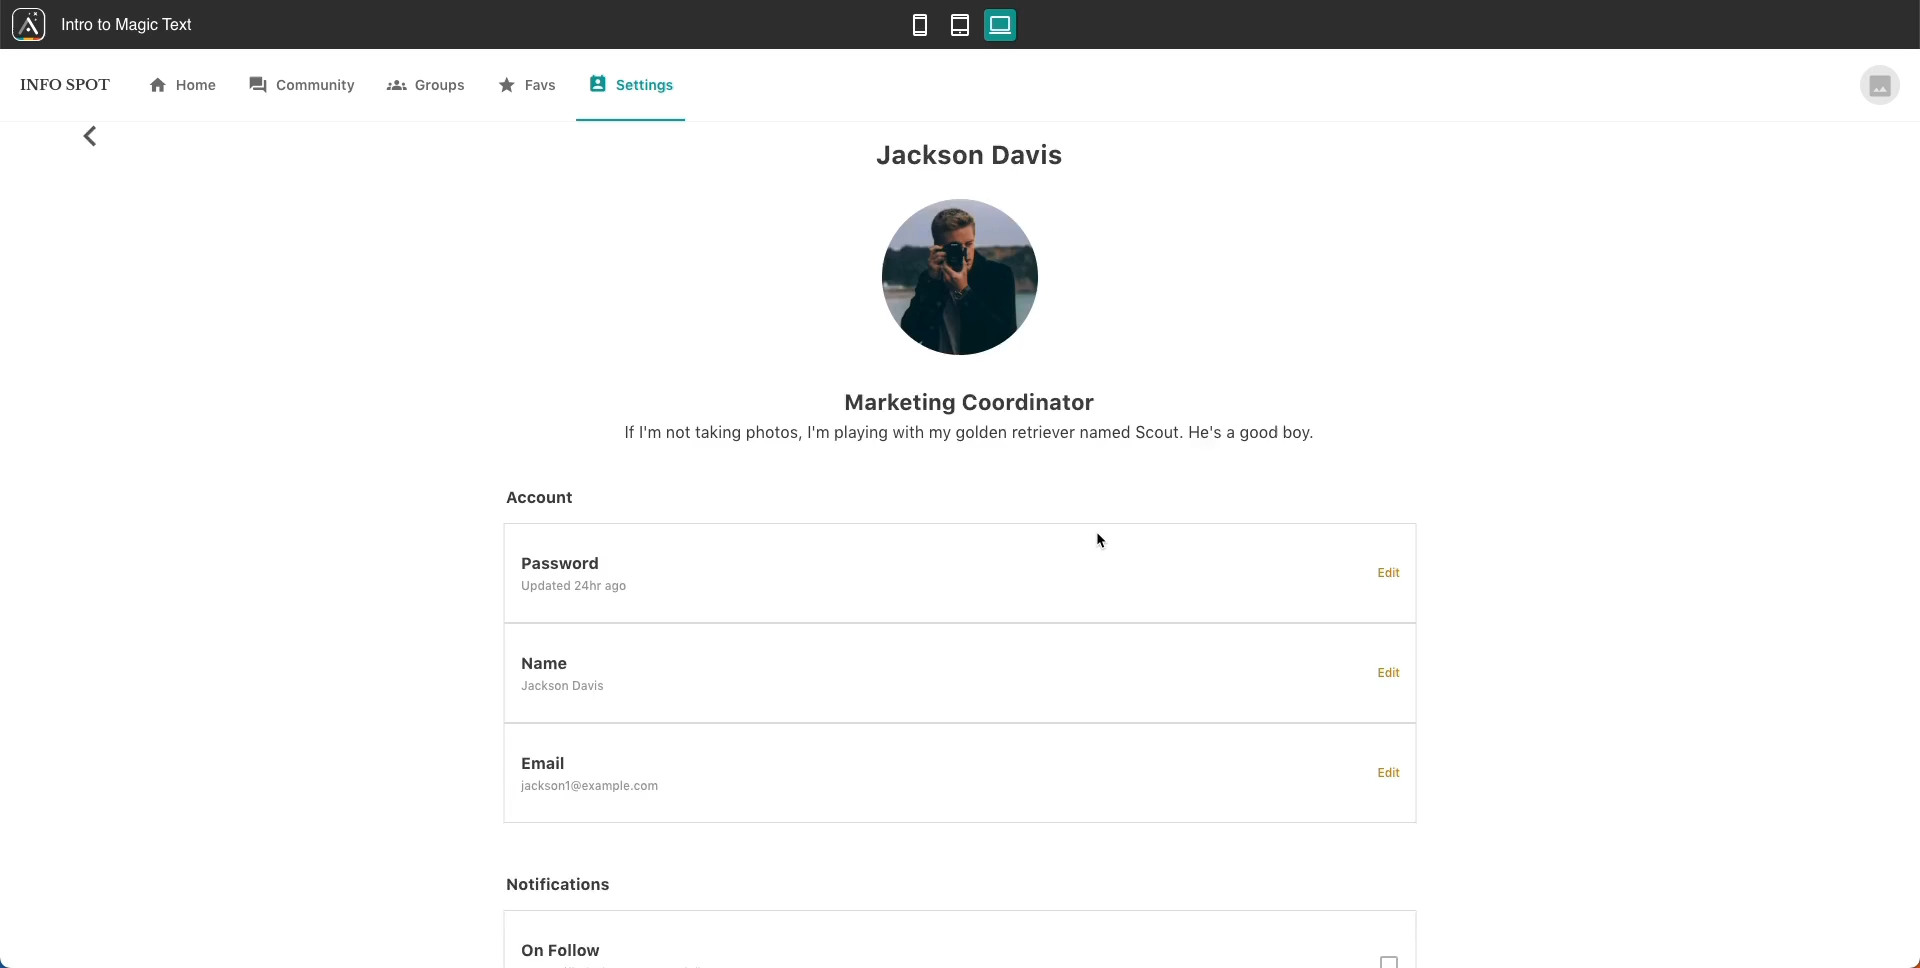 Intro to Magic Text
INFO SPOT
Home
Community
Groups
Favs
Settings
Jackson Davis
Marketing Coordinator
If I'm not taking photos, I'm playing with my golden retriever named Scout. He's a good boy.
Account
Password
Updated 24hr ago
Edit
Name
Jackson Davis
Edit
Email
jackson1@example.com
Edit
Notifications
On Follow